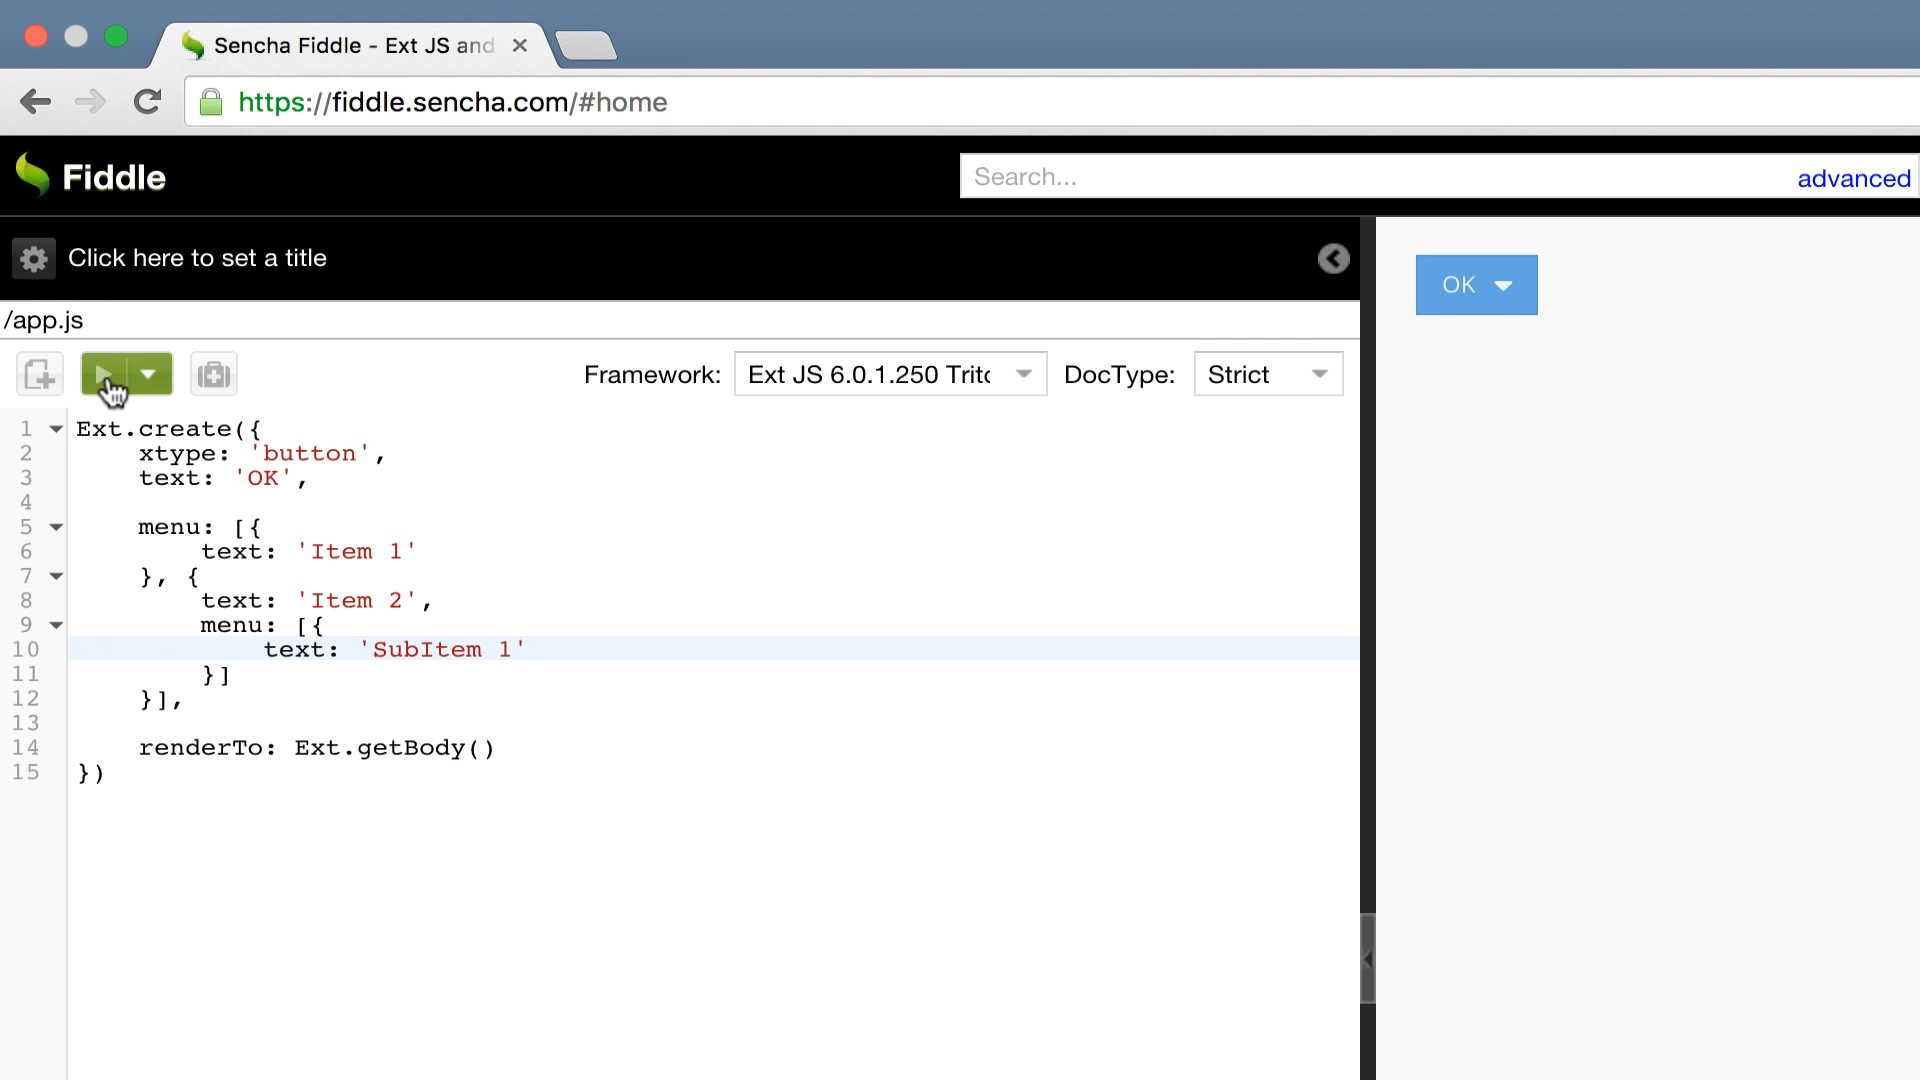 Sencha Fiddle - Ext JS and
https://fiddle.sencha.com/#home
Fiddle
Search...
advanced
Click here to set a title
OK
/app.js
Framework: Ext JS 6.0.1.250 DocType: Strict
1 Ext.create({
2 xtype: 'button',
3 text: 'OK',
4
5 menu: [{
6 text: 'Item 1'
7 }, {
8 text: 'Item 2',
9 menu: [{
10 text: 'SubItem 1'
11 }]
12 }],
13
14 renderTo: Ext.getBody()
15 })